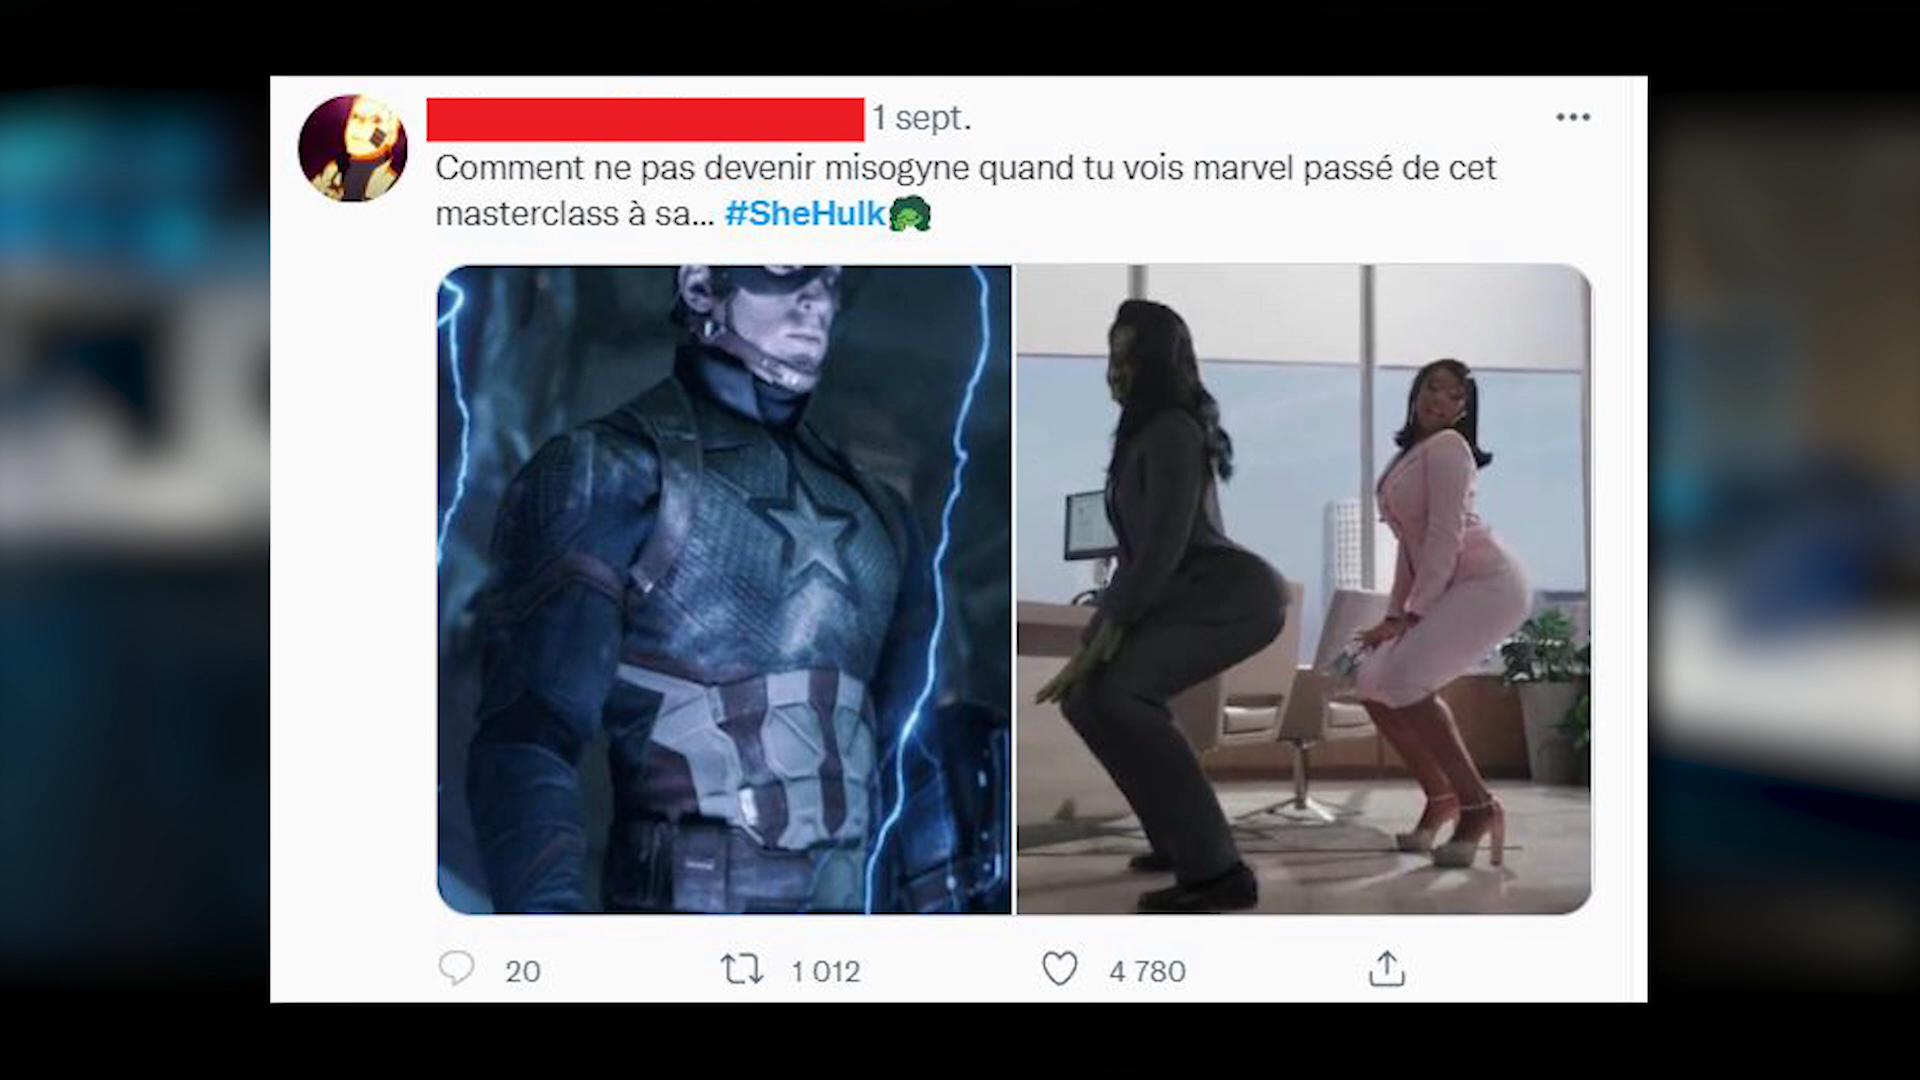 1 sept.
Comment ne pas devenir misogyne quand tu vois marvel passé de cet
masterclass à sa... #SheHulk
20 1 012 4 780